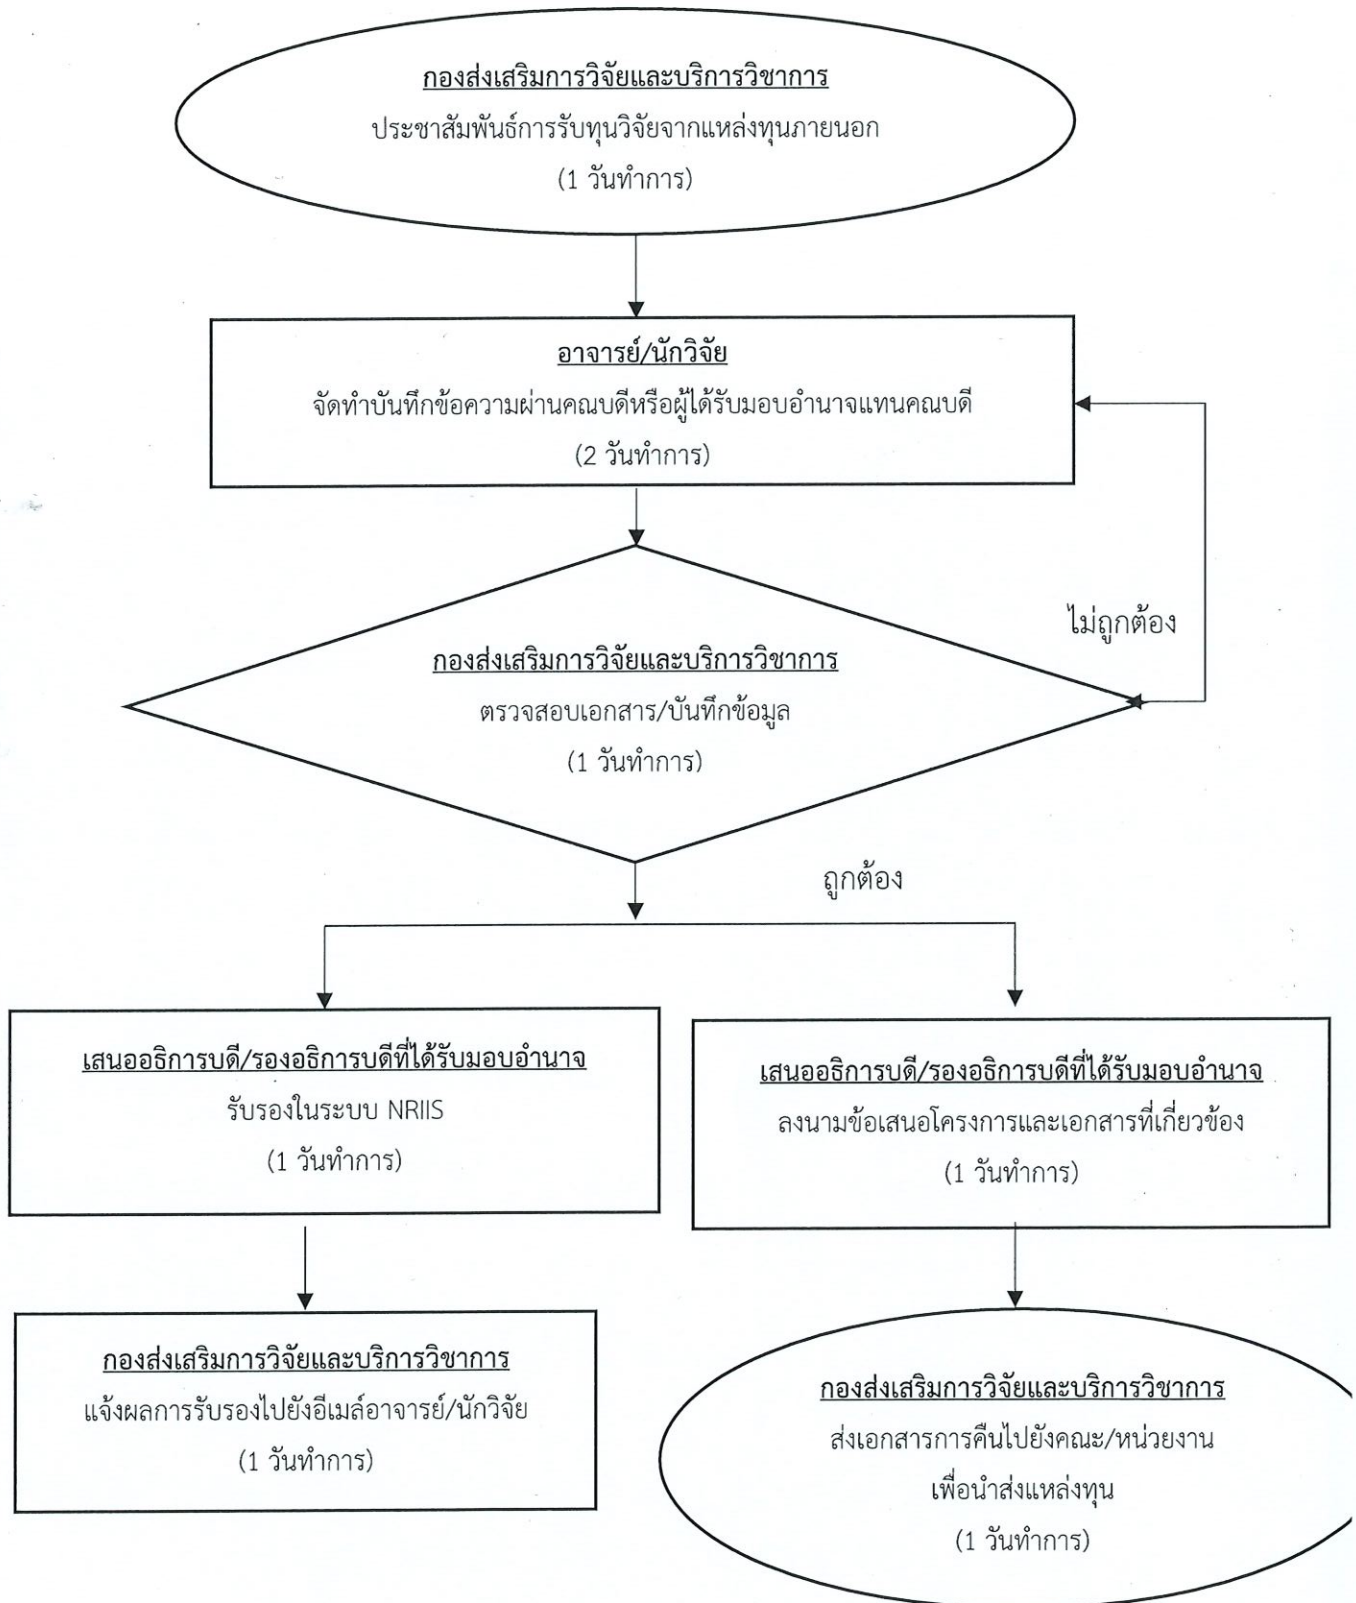 กองส่งเสริมการวิจัยและบริการวิชาการ
ประชาสัมพันธ์การรับทุนวิจัยจากแหล่งทุนภายนอก
(1 วันทำการ)
อาจารย์/นักวิจัย
จัดทำบันทึกข้อความผ่านคณบดีหรือผู้ได้รับมอบอำนาจแทนคณบดี
(2 วันทำการ)
ไม่ถูกต้อง
กองส่งเสริมการวิจัยและบริการวิชาการ
ตรวจสอบเอกสาร/บันทึกข้อมูล
(1 วันทำการ)
ถูกต้อง
เสนออธิการบดี/รองอธิการบดีที่ได้รับมอบอำนาจ
รับรองในระบบ NRIIS
(1 วันทำการ)
เสนออธิการบดี/รองอธิการบดีที่ได้รับมอบอำนาจ
ลงนามข้อเสนอโครงการและเอกสารที่เกี่ยวข้อง
(1 วันทำการ)
กองส่งเสริมการวิจัยและบริการวิชาการ
แจ้งผลการรับรองไปยังอีเมล์อาจารย์/นักวิจัย
(1 วันทำการ)
กองส่งเสริมการวิจัยและบริการวิชาการ
ส่งเอกสารการคืนไปยังคณะ/หน่วยงาน
เพื่อนำส่งแหล่งทุน
(1 วันทำการ)